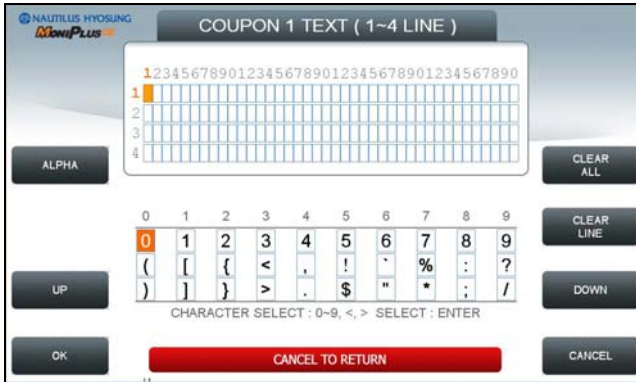 NAUTILUS HYOSUNG
MoniPlus
COUPON 1 TEXT ( 1~4 LINE )
1234567890123456789012345678901234567890
1
2
3
4
ALPHA
CLEAR ALL
0 1 2 3 4 5 6 7 8 9
0 1 2 3 4 5 6 7 8 9
( [ { < , ! ` % : ?
) ] } > . $ " * ; /
CLEAR LINE
UP
DOWN
CHARACTER SELECT : 0~9, <, > SELECT : ENTER
OK
CANCEL TO RETURN
CANCEL